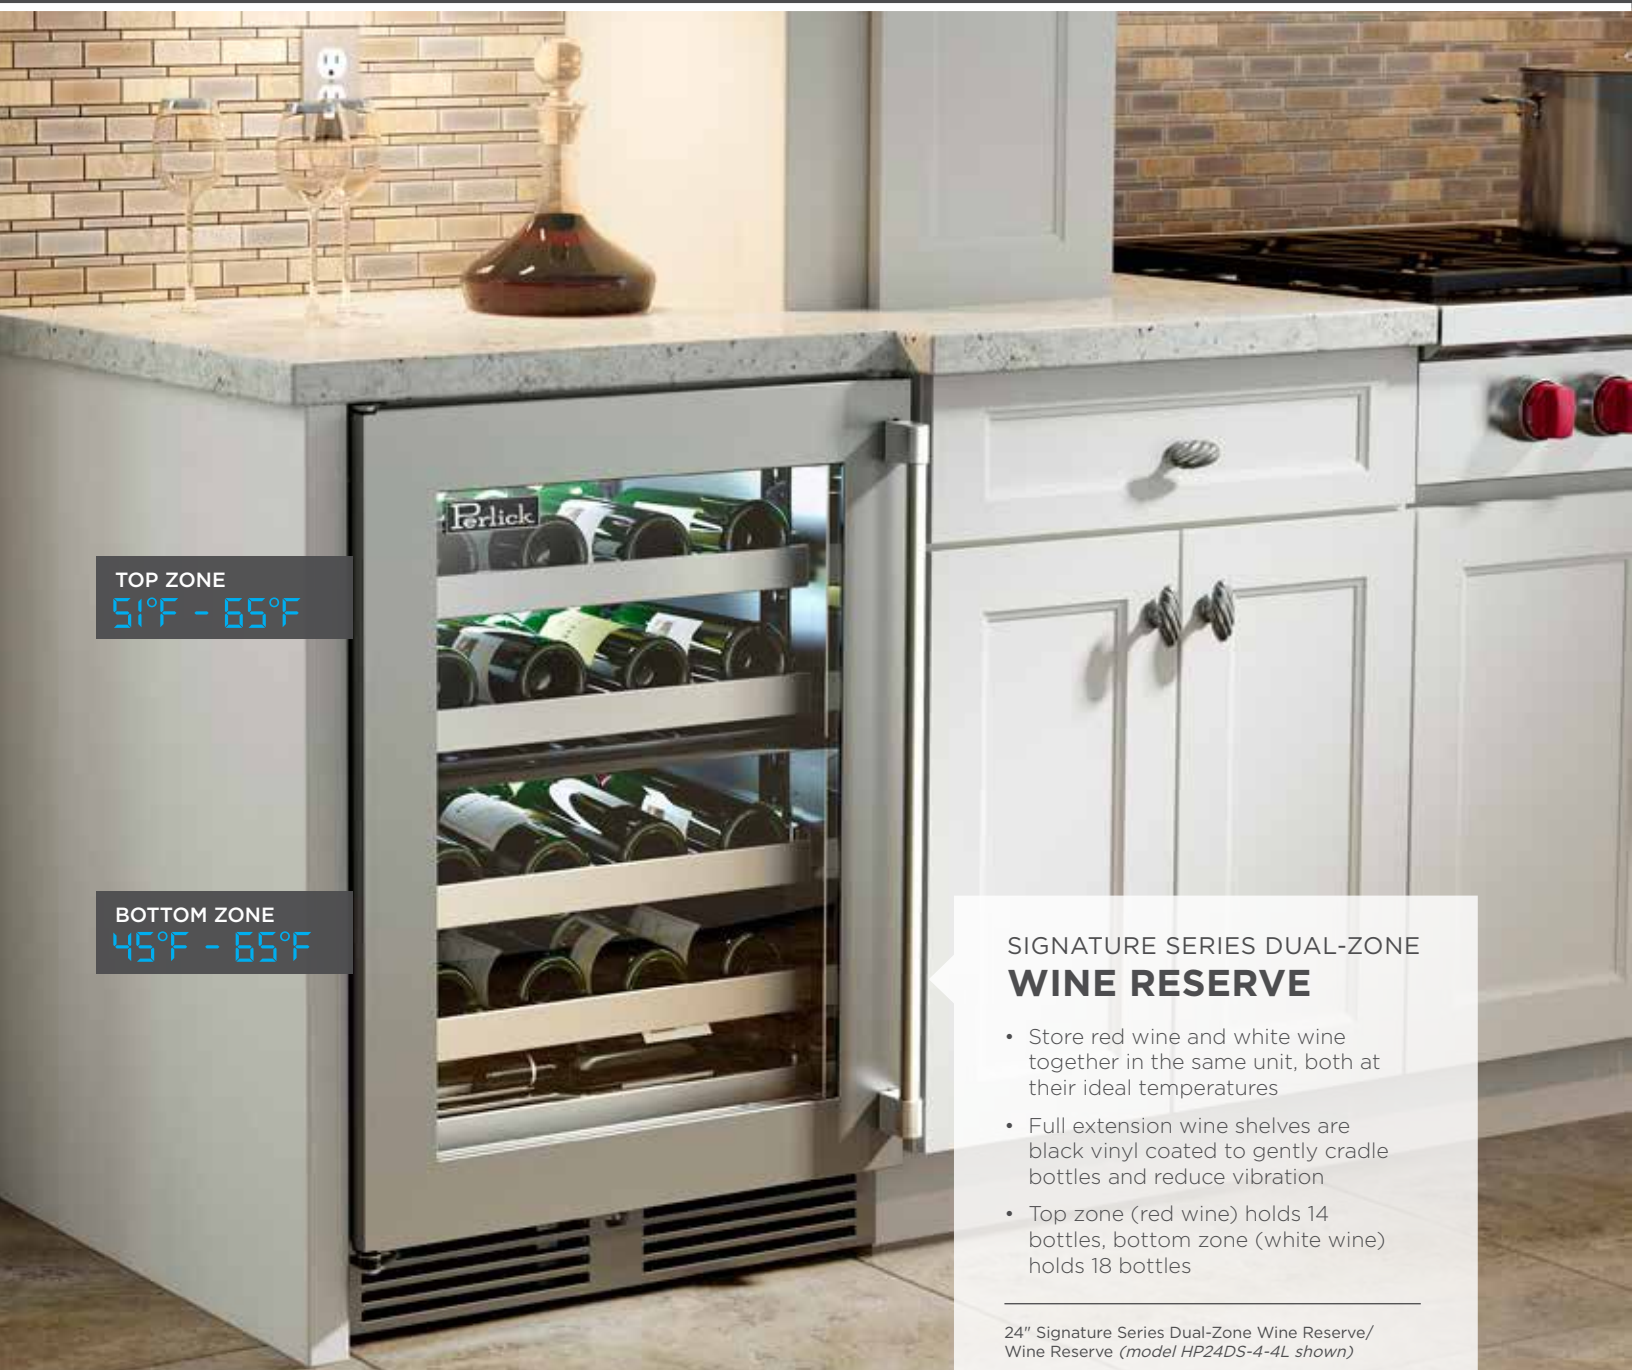 Perlick
TOP ZONE
51°F - 65°F
BOTTOM ZONE
45°F - 65°F
SIGNATURE SERIES DUAL-ZONE
WINE RESERVE
• Store red wine and white wine
together in the same unit, both at
their ideal temperatures
• Full extension wine shelves are
black vinyl coated to gently cradle
bottles and reduce vibration
• Top zone (red wine) holds 14
bottles, bottom zone (white wine)
holds 18 bottles
24" Signature Series Dual-Zone Wine Reserve/
Wine Reserve (model HP24DS-4-4L shown)